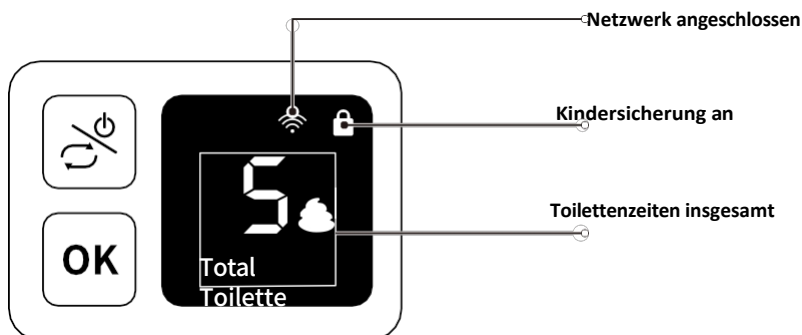 Netzwerk angeschlossen
Kindersicherung an
5
Toilettenzeiten insgesamt
OK
Total
Toilette